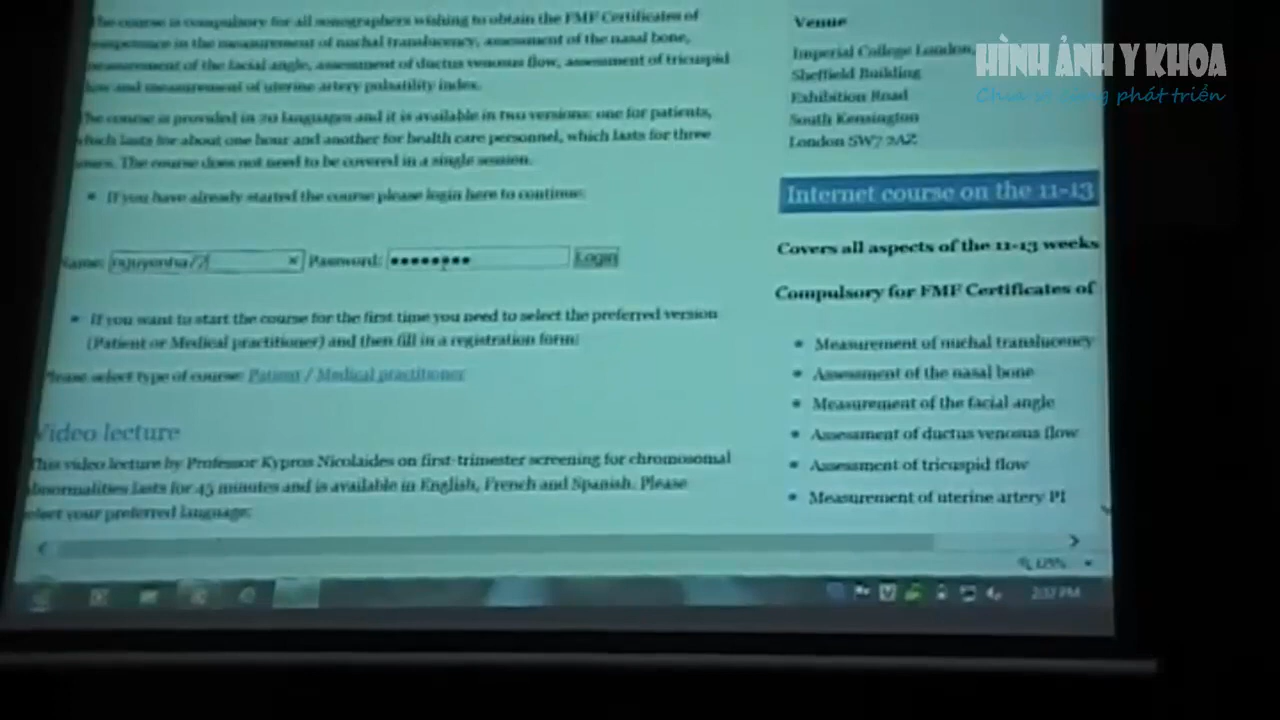 The course is compulsory for all sonographers wishing to obtain the FMF Certificates of
competence in the measurement of nuchal translucency, assessment of the nasal bone,
measurement of the facial angle, assessment of ductus venosus flow, assessment of tricuspid
flow and measurement of uterine artery pulsatility index.
The course is provided in 20 languages and it is available in two versions: one for patients,
which lasts for about one hour and another for health care personnel, which lasts for three
hours. The course does not need to be covered in a single session.
If you have already started the course please login here to continue:
Name: Password: ●●●●●●●● Login
If you want to start the course for the first time you need to select the preferred version
(Patient or Medical practitioner) and then fill in a registration form:
Please select type of course: Patient / Medical practitioner
Video lecture
This video lecture by Professor Kypros Nicolaides on first-trimester screening for chromosomal
abnormalities lasts for 45 minutes and is available in English, French and Spanish. Please
select your preferred language:
Venue
Imperial College London,
Sheffield Building
Exhibition Road
South Kensington
London SW7 2AZ
Internet course on the 11-13
Covers all aspects of the 11-13 weeks
Compulsory for FMF Certificates of
Measurement of nuchal translucency
Assessment of the nasal bone
Measurement of the facial angle
Assessment of ductus venosus flow
Assessment of tricuspid flow
Measurement of uterine artery PI
125%
2:37 PM
HÌNH ẢNH Y KHOA
Chia sẻ cùng phát triển